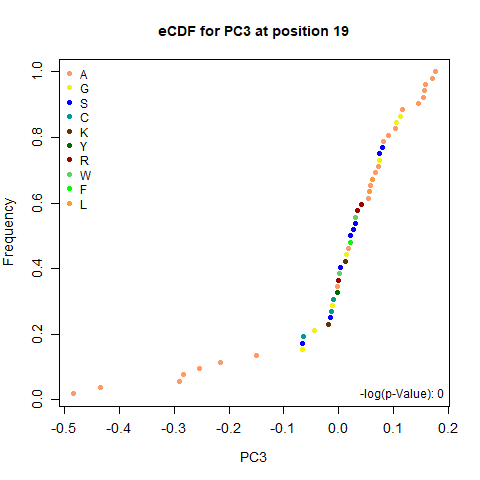 eCDF for PC3 at position 19
Frequency
1.0
0.8
0.6
0.4
0.2
0.0
A
G
S
C
K
Y
R
W
F
L
-log(p-Value): 0
-0.5 -0.4 -0.3 -0.2 -0.1 0.0 0.1 0.2
PC3